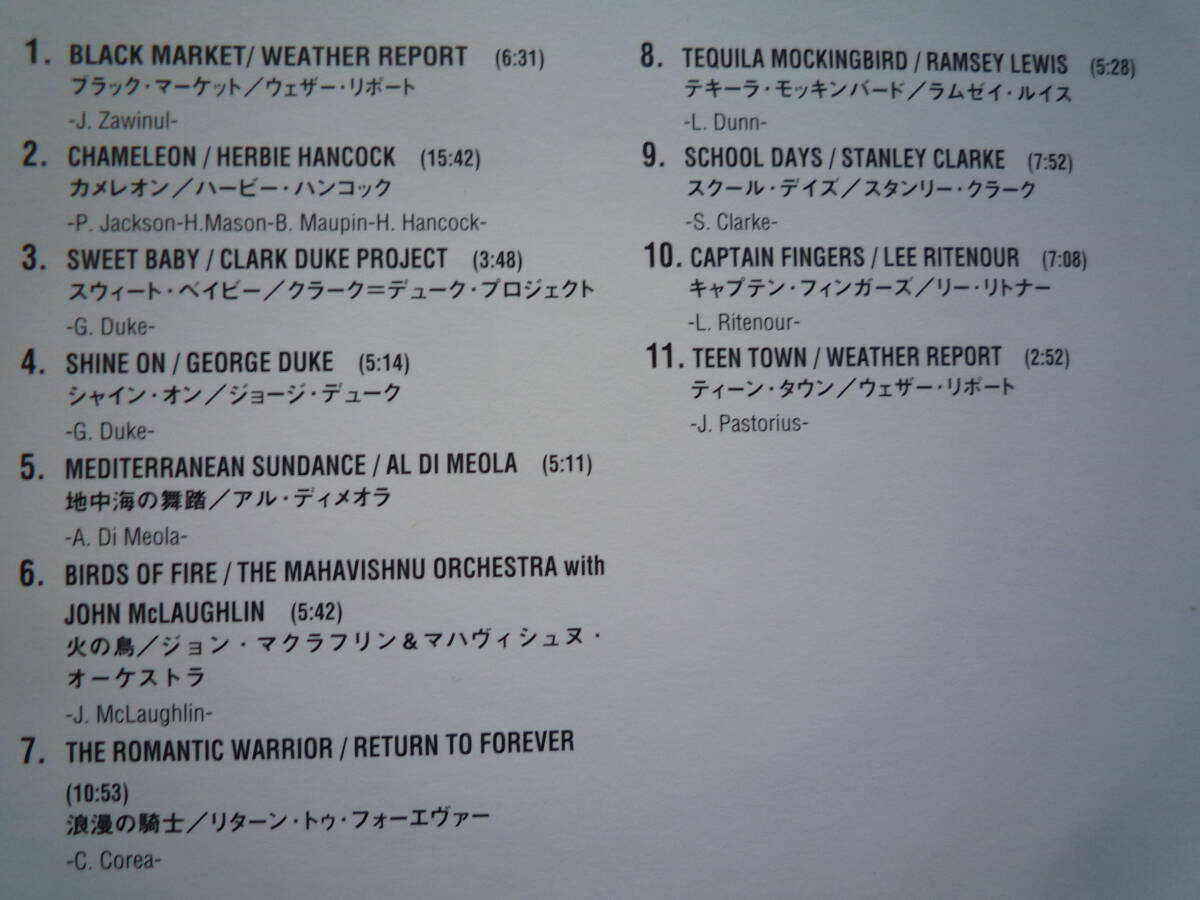 1. BLACK MARKET/ WEATHER REPORT (6:31)
ブラック・マーケット／ウェザー・リポート
-J. Zawinul-
2. CHAMELEON / HERBIE HANCOCK (15:42)
カメレオン／ハービー・ハンコック
-P. Jackson-H.Mason-B. Maupin-H. Hancock-
3. SWEET BABY / CLARK DUKE PROJECT (3:48)
スウィート・ベイビー／クラーク＝デューク・プロジェクト
-G. Duke-
4. SHINE ON / GEORGE DUKE (5:14)
シャイン・オン／ジョージ・デューク
-G. Duke-
5. MEDITERRANEAN SUNDANCE / AL DI MEOLA (5:11)
地中海の舞踏／アル・ディメオラ
-A. Di Meola-
6. BIRDS OF FIRE / THE MAHAVISHNU ORCHESTRA with
JOHN McLAUGHLIN (5:42)
火の鳥／ジョン・マクラフリン&マハヴィシュヌ・
オーケストラ
-J. McLaughlin-
7. THE ROMANTIC WARRIOR / RETURN TO FOREVER
(10:53)
浪漫の騎士／リターン・トゥ・フォーエヴァー
-C. Corea-
8. TEQUILA MOCKINGBIRD / RAMSEY LEWIS (5:28)
テキーラ・モッキンバード／ラムゼイ・ルイス
-L. Dunn-
9. SCHOOL DAYS / STANLEY CLARKE (7:52)
スクール・デイズ／スタンリー・クラーク
-S. Clarke-
10. CAPTAIN FINGERS / LEE RITENOUR (7:08)
キャプテン・フィンガーズ／リー・リトナー
-L. Ritenour-
11. TEEN TOWN / WEATHER REPORT (2:52)
ティーン・タウン／ウェザー・リポート
-J. Pastorius-